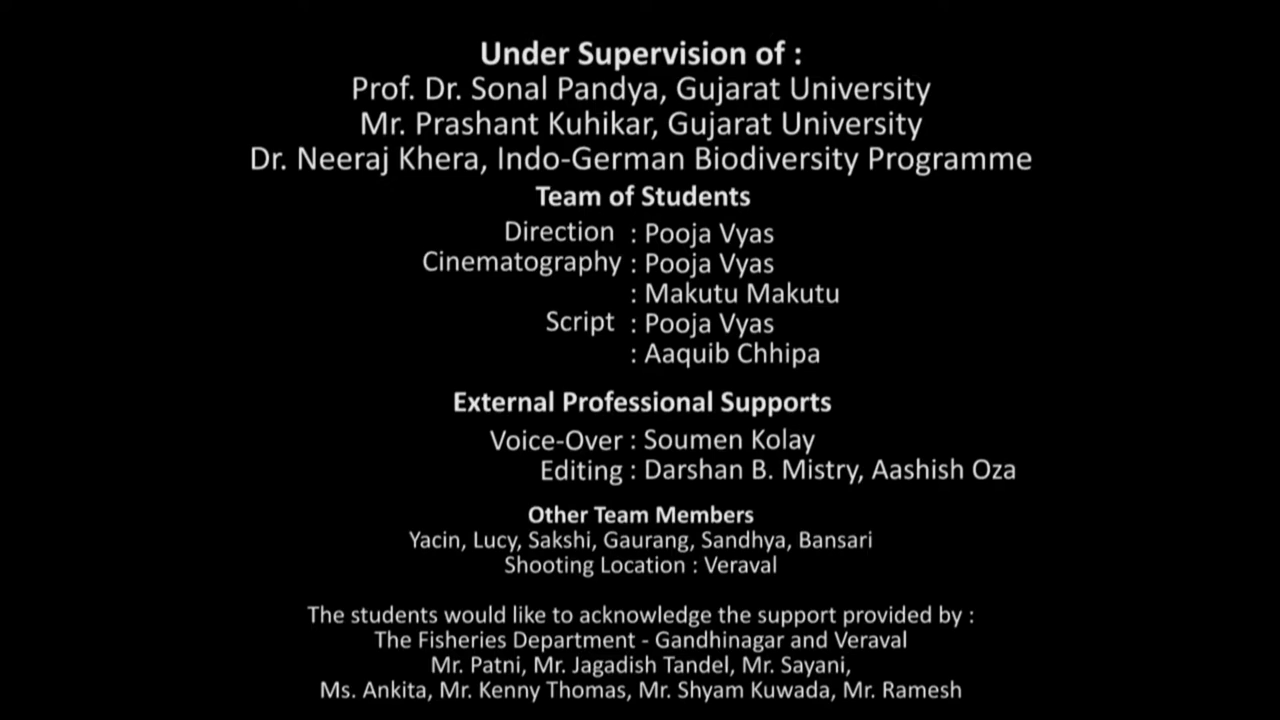 Under Supervision of :
Prof. Dr. Sonal Pandya, Gujarat University
Mr. Prashant Kuhikar, Gujarat University
Dr. Neeraj Khera, Indo-German Biodiversity Programme
Team of Students
Direction : Pooja Vyas
Cinematography : Pooja Vyas
: Makutu Makutu
Script : Pooja Vyas
: Aaquib Chhipa
External Professional Supports
Voice-Over : Soumen Kolay
Editing : Darshan B. Mistry, Aashish Oza
Other Team Members
Yacin, Lucy, Sakshi, Gaurang, Sandhya, Bansari
Shooting Location : Veraval
The students would like to acknowledge the support provided by :
The Fisheries Department - Gandhinagar and Veraval
Mr. Patni, Mr. Jagadish Tandel, Mr. Sayani,
Ms. Ankita, Mr. Kenny Thomas, Mr. Shyam Kuwada, Mr. Ramesh